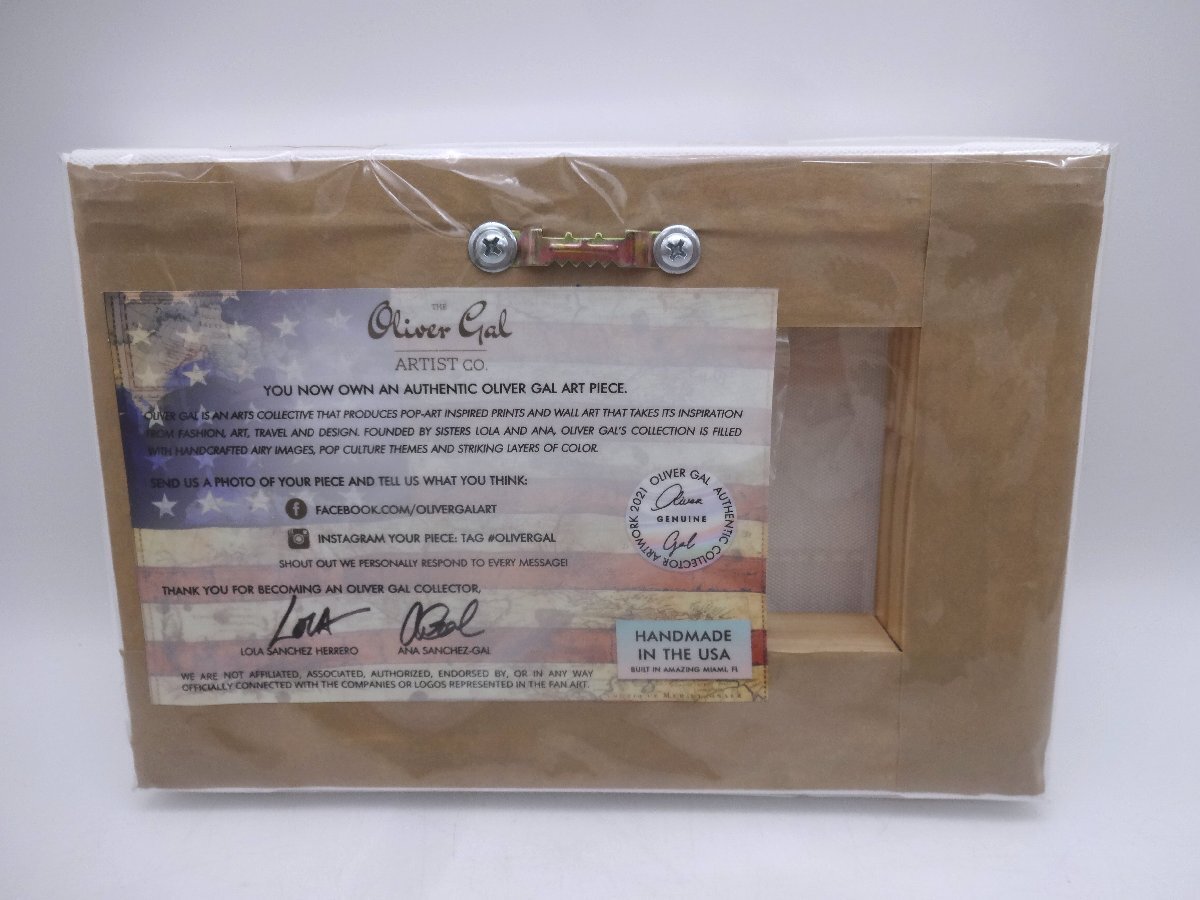 THE
Oliver Gal
ARTIST CO.
YOU NOW OWN AN AUTHENTIC OLIVER GAL ART PIECE.
OLIVER GAL IS AN ARTS COLLECTIVE THAT PRODUCES POP-ART INSPIRED PRINTS AND WALL ART THAT TAKES ITS INSPIRATION
FROM FASHION, ART, TRAVEL AND DESIGN. FOUNDED BY SISTERS LOLA AND ANA, OLIVER GAL'S COLLECTION IS FILLED
WITH HANDCRAFTED AIRY IMAGES, POP CULTURE THEMES AND STRIKING LAYERS OF COLOR.
SEND US A PHOTO OF YOUR PIECE AND TELL US WHAT YOU THINK:
f FACEBOOK.COM/OLIVERGALART
INSTAGRAM YOUR PIECE: TAG #OLIVERGAL
SHOUT OUT WE PERSONALLY RESPOND TO EVERY MESSAGE!
OLIVER GAL AUTHENTIC COLLECTOR ARTWORK 2021
Oliver
GENUINE
Gal
THANK YOU FOR BECOMING AN OLIVER GAL COLLECTOR,
LOLA
LOLA SANCHEZ HERRERO ANA SANCHEZ-GAL
HANDMADE
IN THE USA
BUILT IN AMAZING MIAMI, FL
WE ARE NOT AFFILIATED, ASSOCIATED, AUTHORIZED, ENDORSED BY, OR IN ANY WAY
OFFICIALLY CONNECTED WITH THE COMPANIES OR LOGOS REPRESENTED IN THE FAN ART.